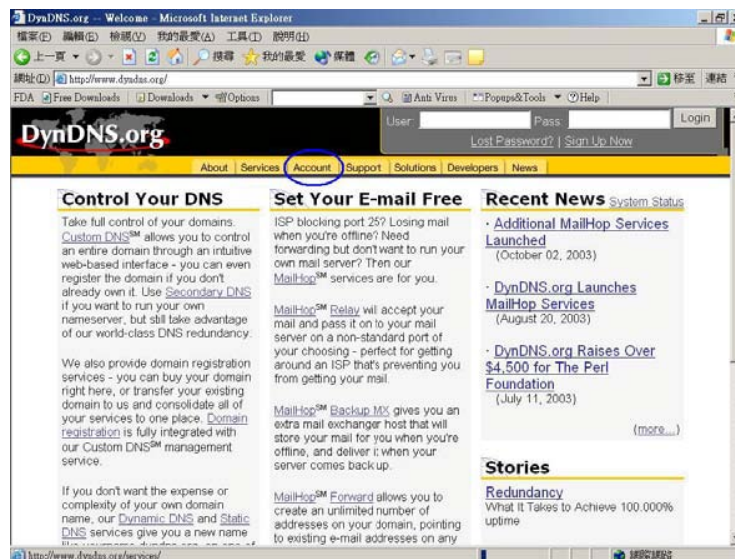 DynDNS.org -- Welcome - Microsoft Internet Explorer
檔案(F) 編輯(E) 檢視(V) 我的最愛(A) 工具(T) 說明(H)
上一頁 搜尋 我的最愛 媒體
網址(D) http://www.dyndns.org/ 移至 連結
FDA Free Downloads Downloads Options Anti Virus Popups&Tools Help
DynDNS.org
User: Pass: Login
Lost Password? | Sign Up Now
About Services Account Support Solutions Developers News
Control Your DNS
Take full control of your domains.
Custom DNS℠ allows you to control
an entire domain through an intuitive
web-based interface - you can even
register the domain if you don't
already own it. Use Secondary DNS
if you want to run your own
nameserver, but still take advantage
of our world-class DNS redundancy.
We also provide domain registration
services - you can buy your domain
right here, or transfer your existing
domain to us and consolidate all of
your services to one place. Domain
registration is fully integrated with
our Custom DNS℠ management
service.
If you don't want the expense or
complexity of your own domain
name, our Dynamic DNS and Static
DNS services give you a new name
Set Your E-mail Free
ISP blocking port 25? Losing mail
when you're offline? Need
forwarding but don't want to run your
own mail server? Then our
MailHop℠ services are for you.
MailHop℠ Relay will accept your
mail and pass it on to your mail
server on a non-standard port of
your choosing - perfect for getting
around an ISP that's preventing you
from getting your mail.
MailHop℠ Backup MX gives you an
extra mail exchanger host that will
store your mail for you when you're
offline, and deliver it when your
server comes back up.
MailHop℠ Forward allows you to
create an unlimited number of
addresses on your domain, pointing
to existing e-mail addresses on any
Recent News System Status
· Additional MailHop Services
Launched
(October 02, 2003)
· DynDNS.org Launches
MailHop Services
(August 20, 2003)
· DynDNS.org Raises Over
$4,500 for The Perl
Foundation
(July 11, 2003)
(more...)
Stories
Redundancy
What It Takes to Achieve 100.000%
uptime
http://www.dyndns.org/services/ 網際網路